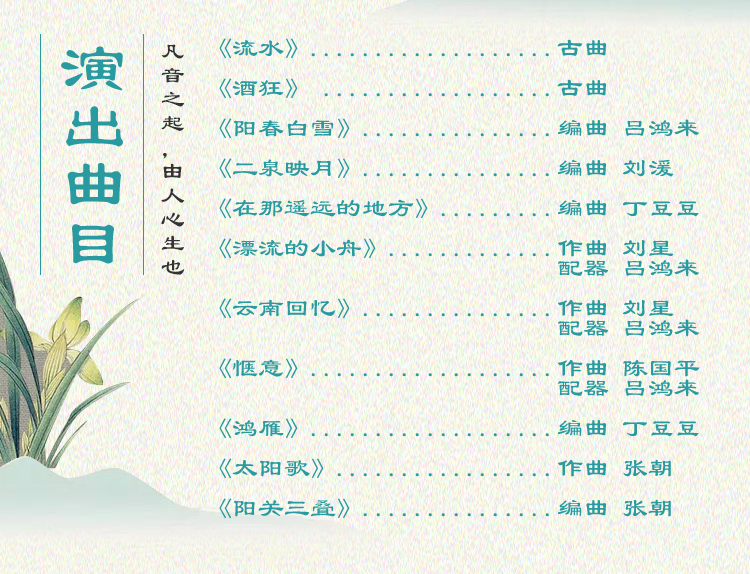 演出曲目
凡音之起,由人心生也
《流水》...................古曲
《酒狂》 ..................古曲
《阳春白雪》...............编曲 吕鸿来
《二泉映月》...............编曲 刘湲
《在那遥远的地方》.........编曲 丁豆豆
《漂流的小舟》.............作曲 刘星
配器 吕鸿来
《云南回忆》...............作曲 刘星
配器 吕鸿来
《惬意》...................作曲 陈国平
配器 吕鸿来
《鸿雁》...................编曲 丁豆豆
《太阳歌》.................作曲 张朝
《阳关三叠》...............编曲 张朝